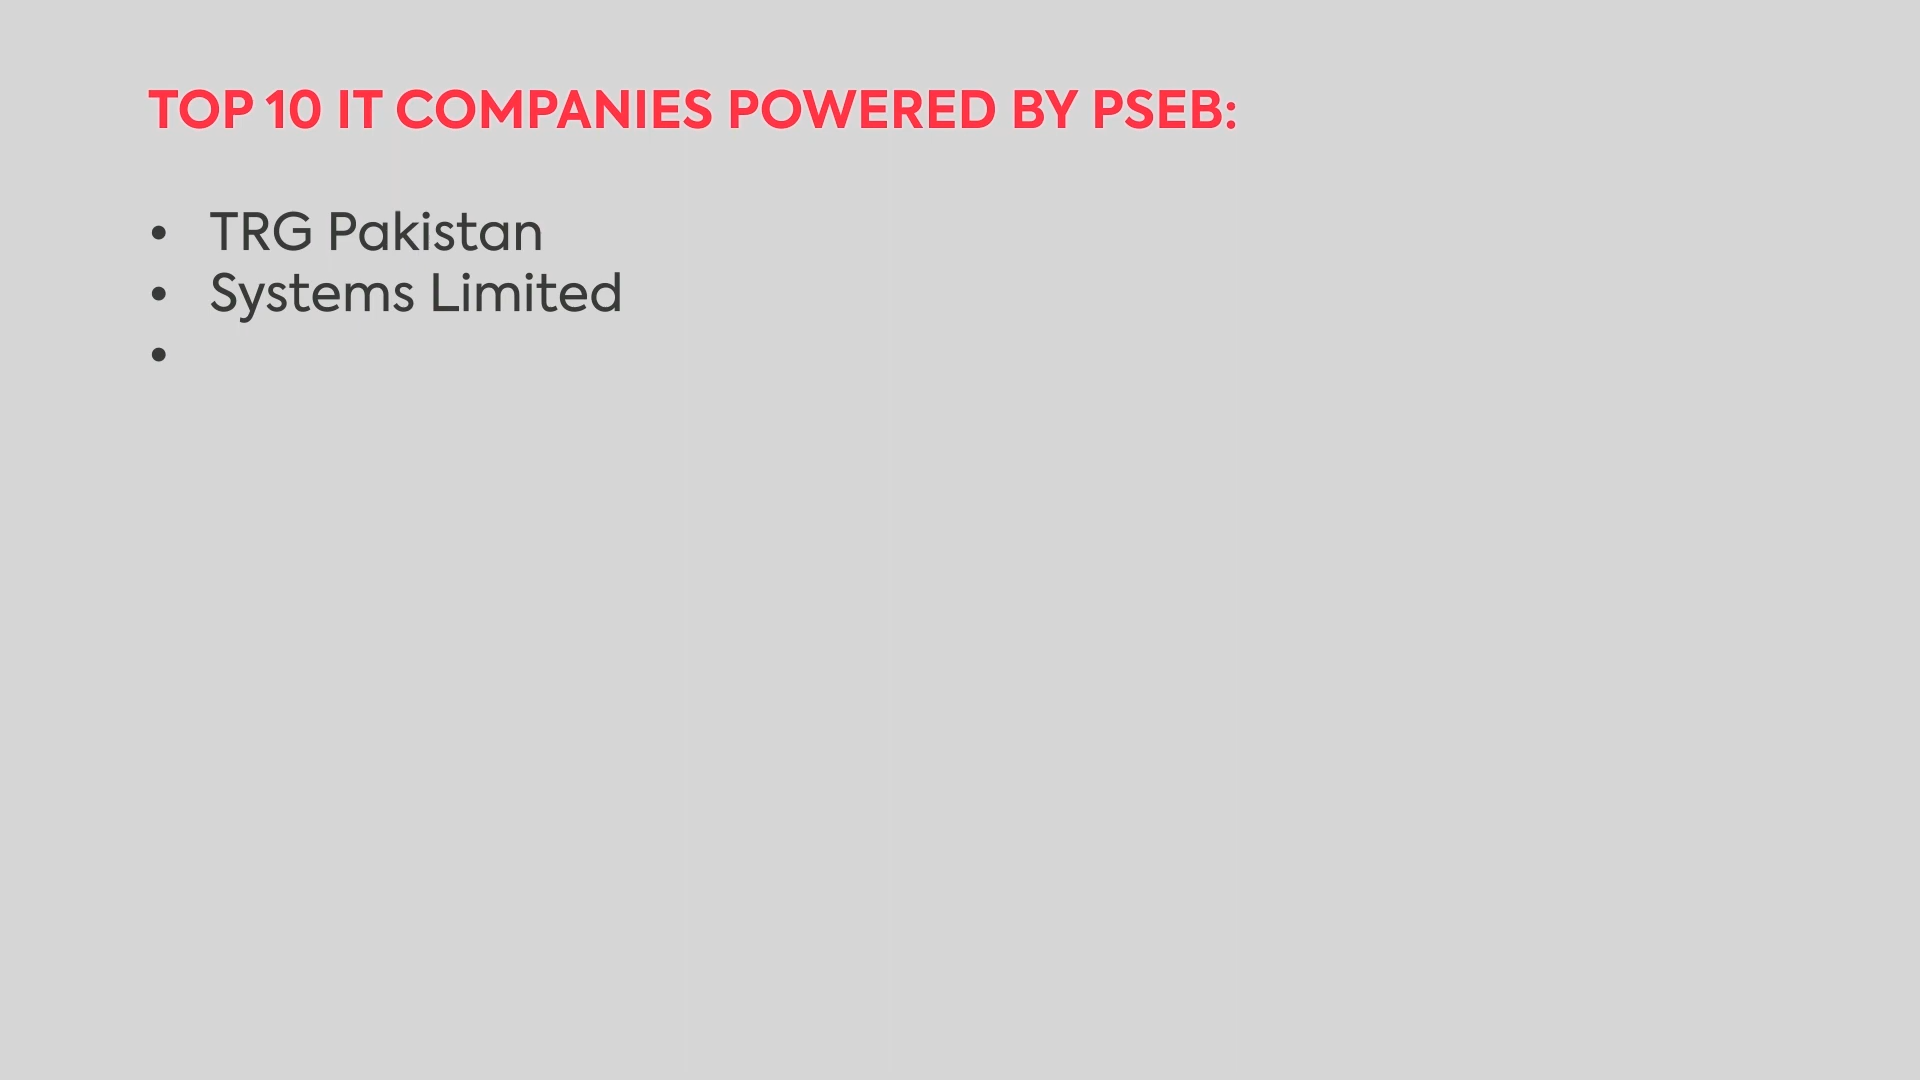 TOP 10 IT COMPANIES POWERED BY PSEB:
• TRG Pakistan
• Systems Limited
•